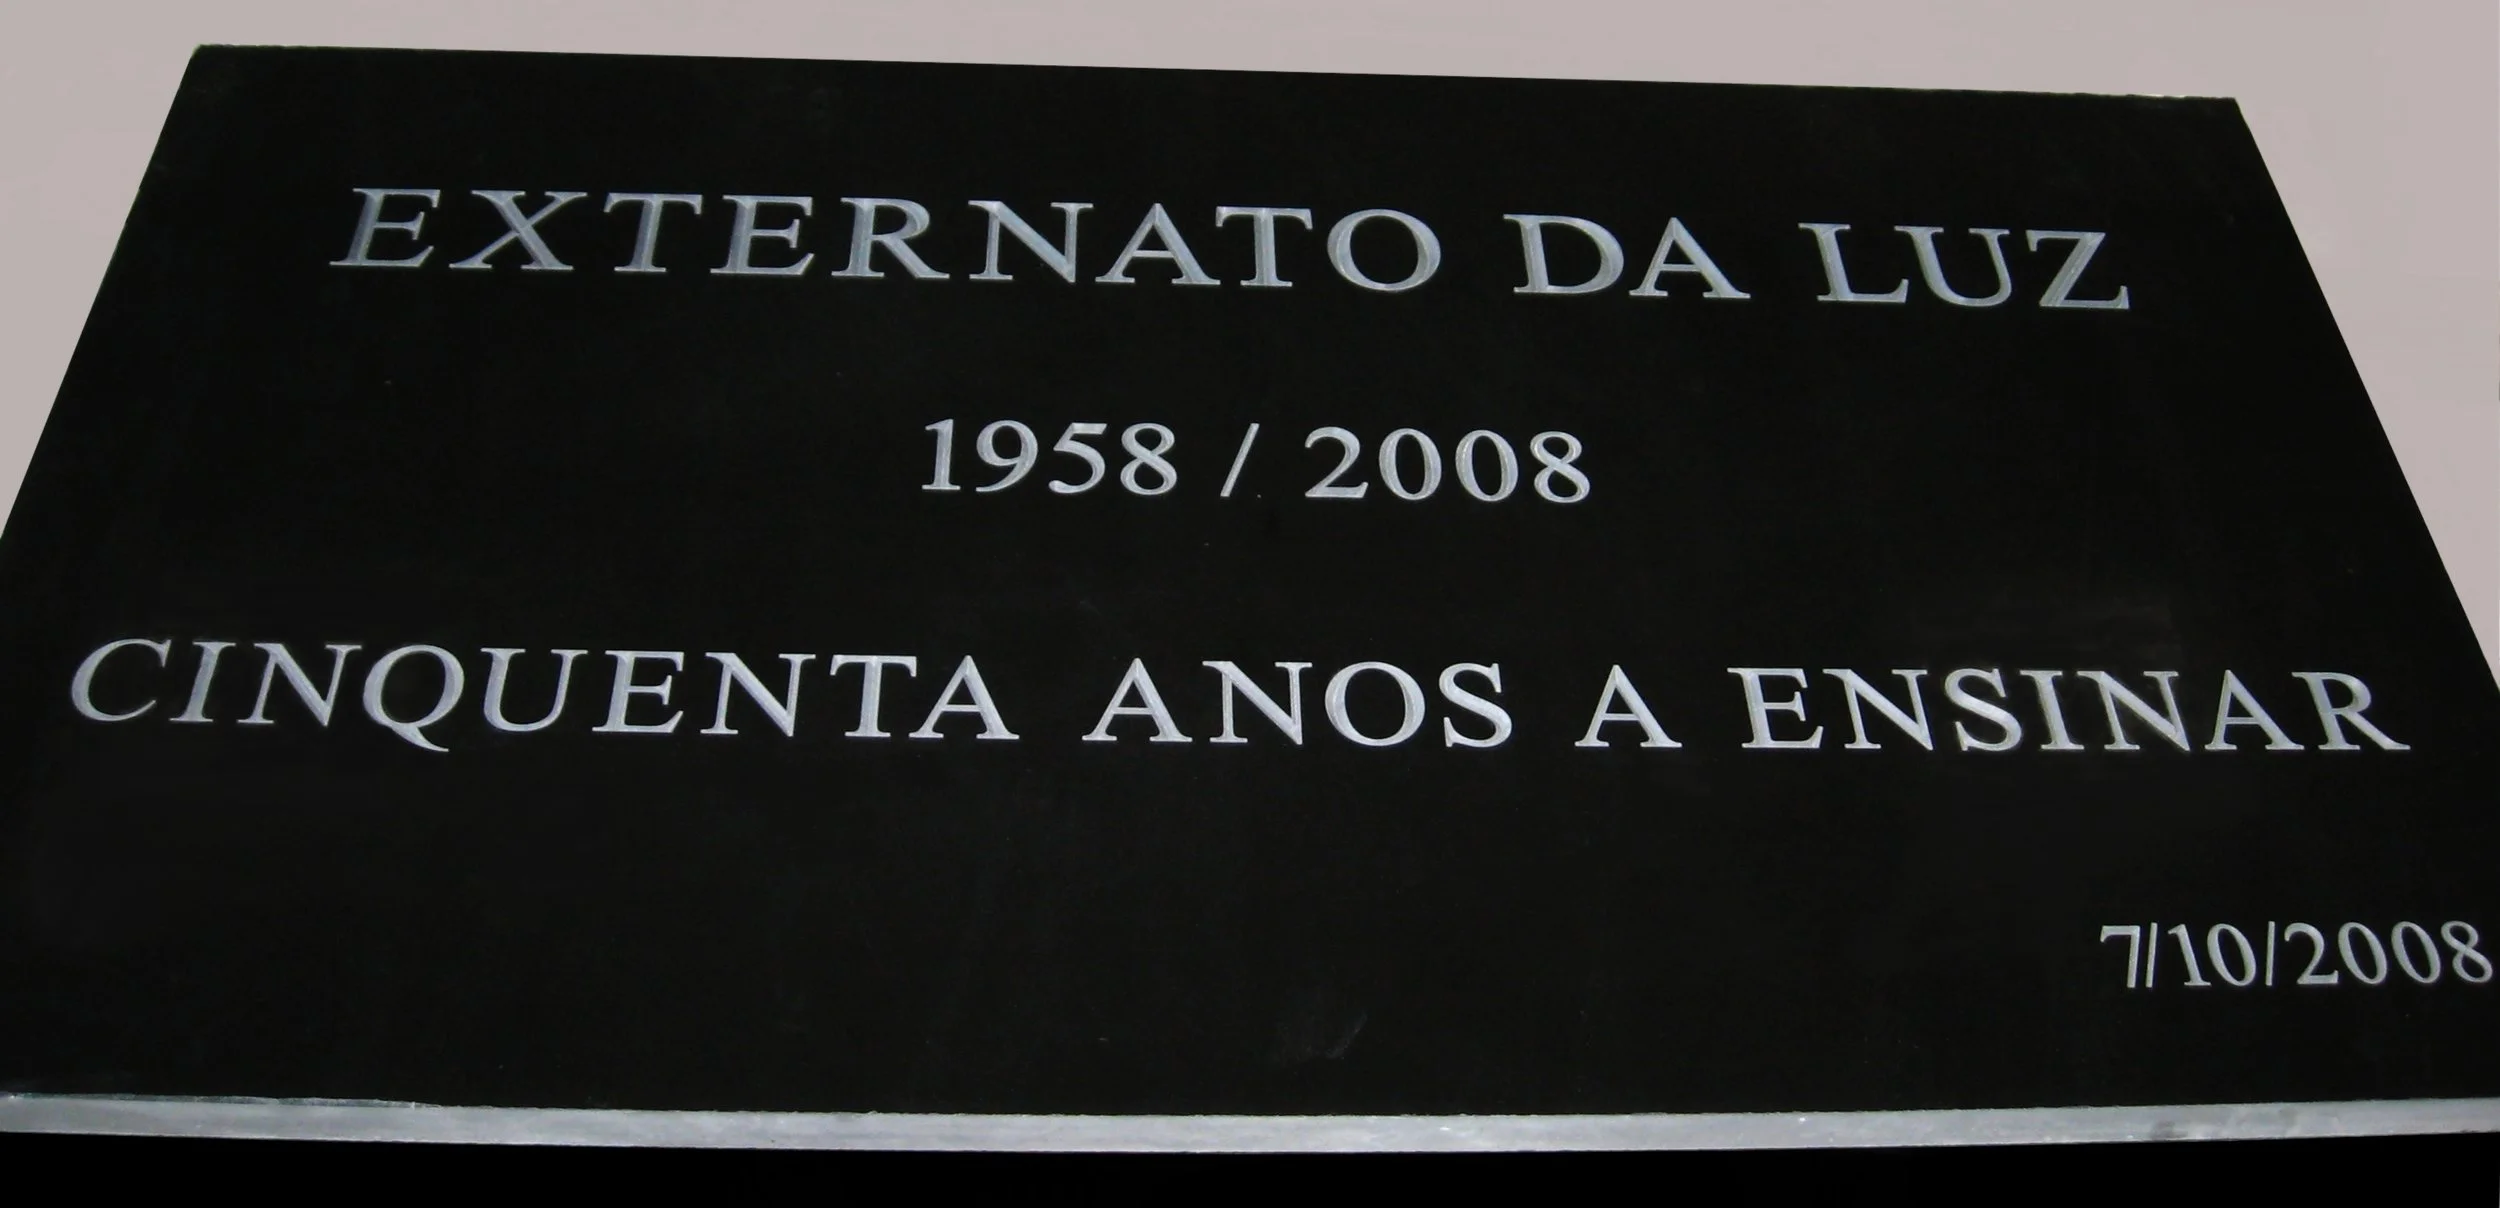 EXTERNATO DA LUZ
1958 / 2008
CINQUENTA ANOS A ENSINAR
7/10/2008